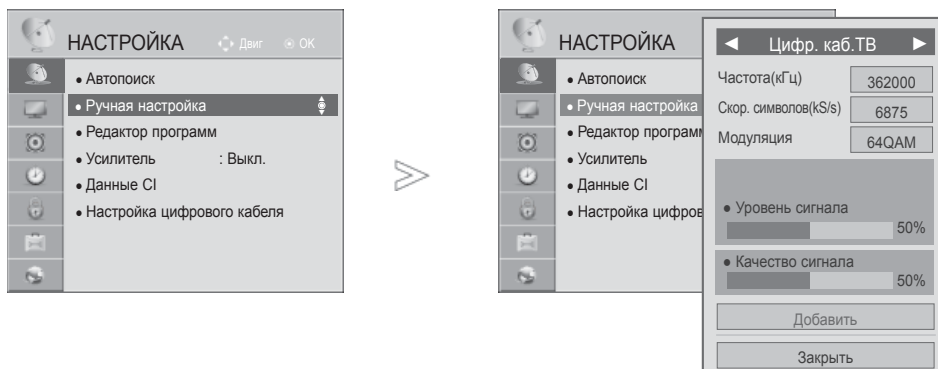 НАСТРОЙКА Двиг OK
• Автопоиск
• Ручная настройка
• Редактор программ
• Усилитель : Выкл.
• Данные CI
• Настройка цифрового кабеля
НАСТРОЙКА
• Автопоиск
• Ручная настройка
• Редактор программ
• Усилитель
• Данные CI
• Настройка цифров
◄ Цифр. каб.ТВ ►
Частота(кГц) 362000
Скор. символов(kS/s) 6875
Модуляция 64QAM
• Уровень сигнала
50%
• Качество сигнала
50%
Добавить
Закрыть